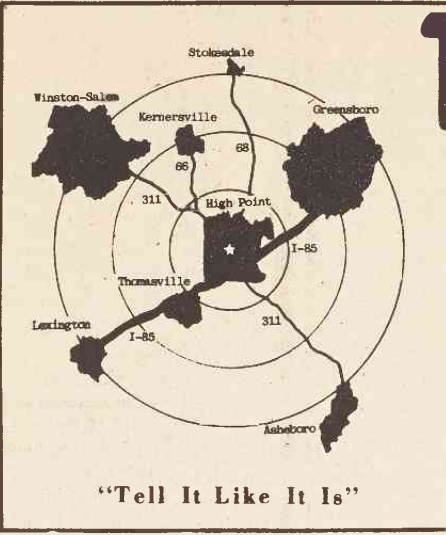 Stokesdale
Winston-Salem
Kernersville
Greensboro
68
66
311
High Point
I-85
Thomasville
Lexington
I-85
311
Asheboro
"Tell It Like It Is"